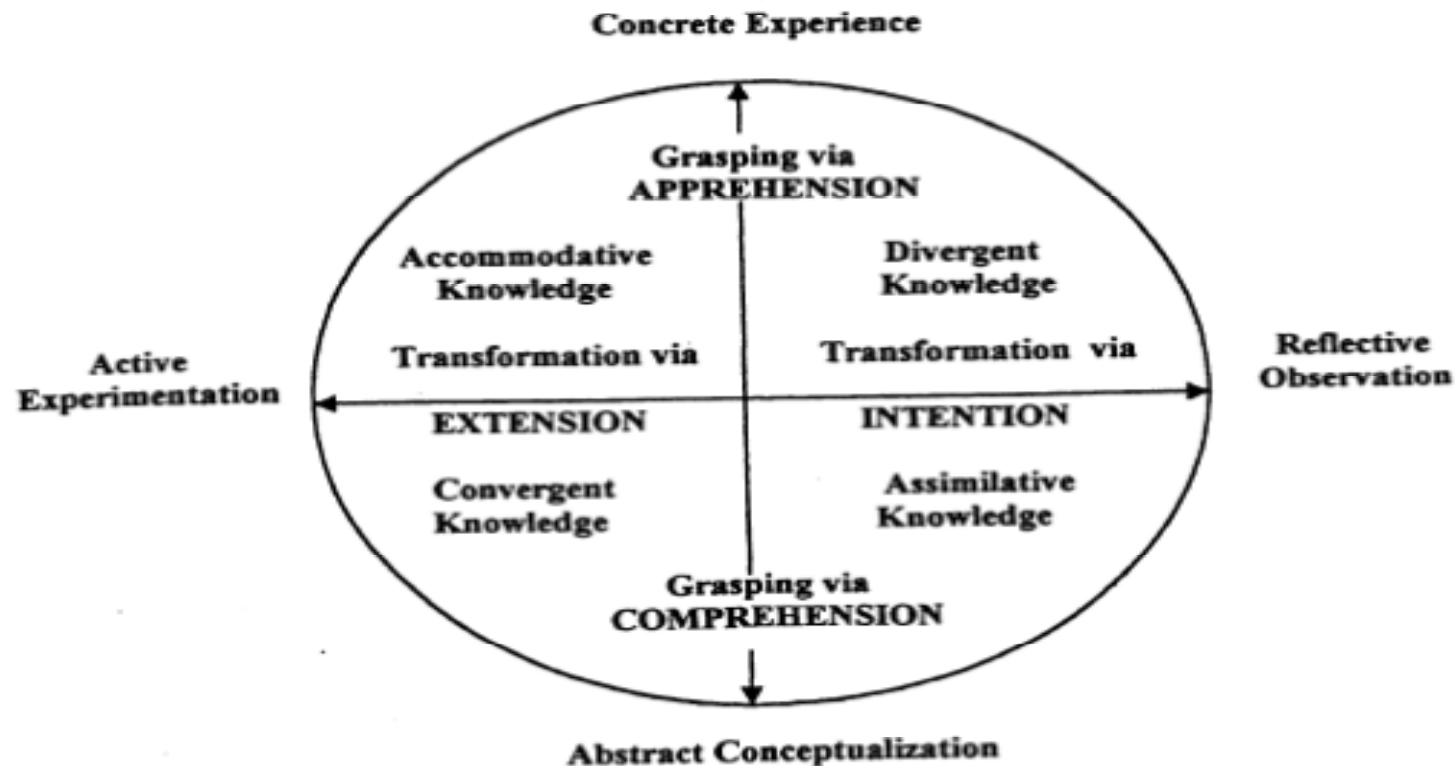 Concrete Experience
Grasping via
APPREHENSION
Accommodative
Knowledge
Divergent
Knowledge
Active
Experimentation
Transformation via
Transformation via
Reflective
Observation
EXTENSION
INTENTION
Convergent
Knowledge
Assimilative
Knowledge
Grasping via
COMPREHENSION
Abstract Conceptualization